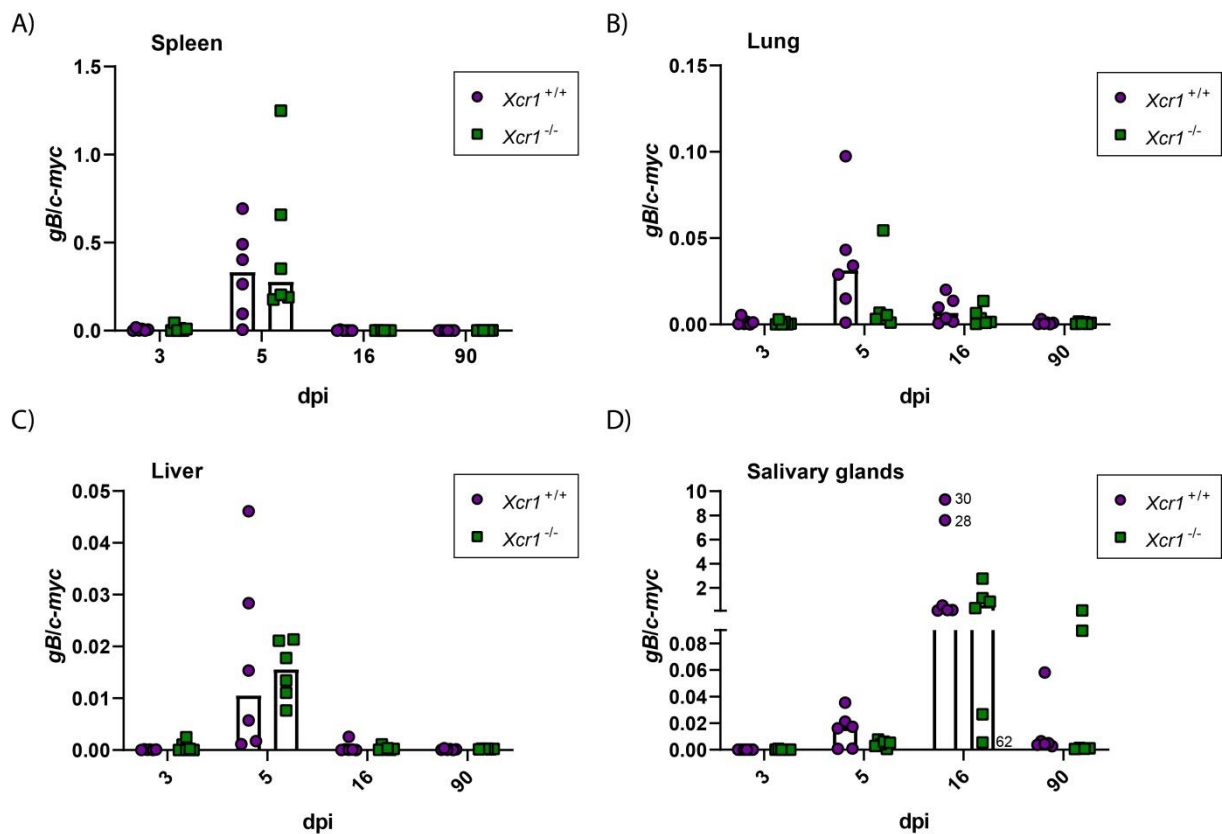 A)
Spleen
1.5
1.0
0.5
0.0
gB/c-myc
3
5
16
90
dpi
Xcr1+/+
Xcr1-/-
B)
Lung
0.15
0.10
0.05
0.00
gB/c-myc
3
5
16
90
dpi
Xcr1+/+
Xcr1-/-
C)
Liver
0.05
0.04
0.03
0.02
0.01
0.00
gB/c-myc
3
5
16
90
dpi
Xcr1+/+
Xcr1-/-
D)
Salivary glands
10
8
6
4
2
0.08
0.06
0.04
0.02
0.00
gB/c-myc
30
28
62
3
5
16
90
dpi
Xcr1+/+
Xcr1-/-